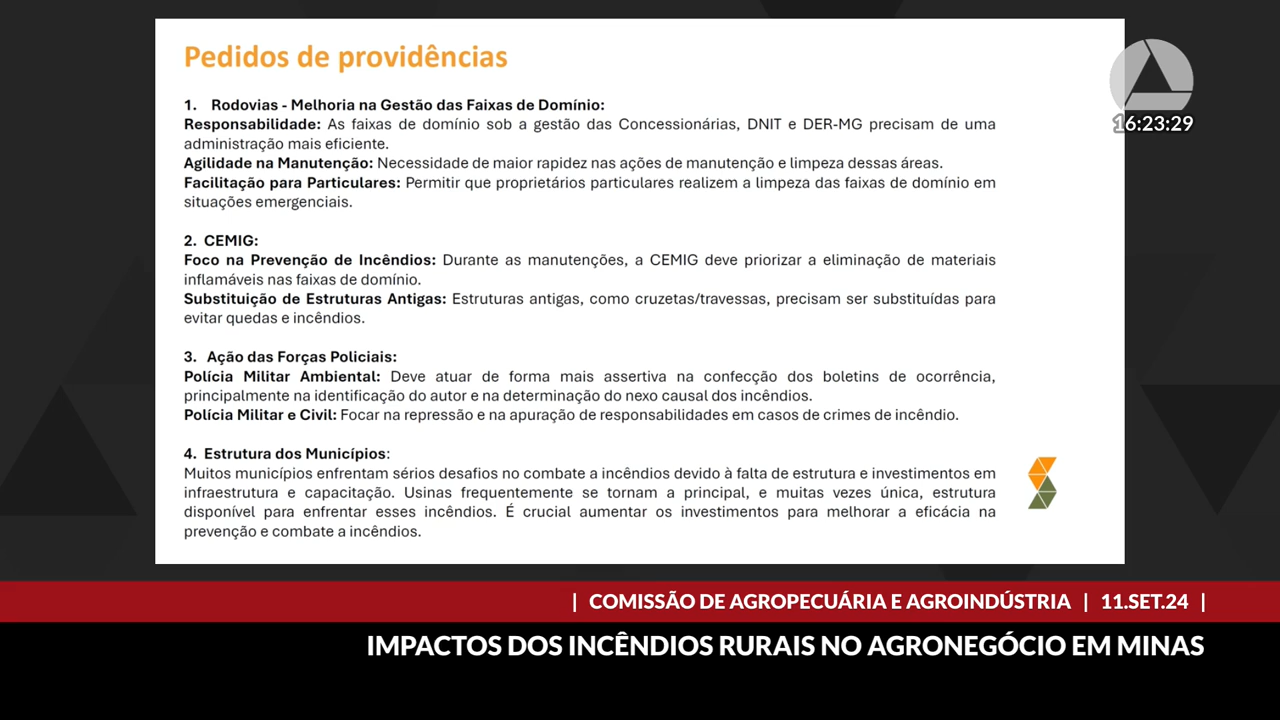 Pedidos de providências
16:23:29
1. Rodovias - Melhoria na Gestão das Faixas de Domínio:
Responsabilidade: As faixas de domínio sob a gestão das Concessionárias, DNIT e DER-MG precisam de uma
administração mais eficiente.
Agilidade na Manutenção: Necessidade de maior rapidez nas ações de manutenção e limpeza dessas áreas.
Facilitação para Particulares: Permitir que proprietários particulares realizem a limpeza das faixas de domínio em
situações emergenciais.
2. CEMIG:
Foco na Prevenção de Incêndios: Durante as manutenções, a CEMIG deve priorizar a eliminação de materiais
inflamáveis nas faixas de domínio.
Substituição de Estruturas Antigas: Estruturas antigas, como cruzetas/travessas, precisam ser substituídas para
evitar quedas e incêndios.
3. Ação das Forças Policiais:
Polícia Militar Ambiental: Deve atuar de forma mais assertiva na confecção dos boletins de ocorrência,
principalmente na identificação do autor e na determinação do nexo causal dos incêndios.
Polícia Militar e Civil: Focar na repressão e na apuração de responsabilidades em casos de crimes de incêndio.
4. Estrutura dos Municípios:
Muitos municípios enfrentam sérios desafios no combate a incêndios devido à falta de estrutura e investimentos em
infraestrutura e capacitação. Usinas frequentemente se tornam a principal, e muitas vezes única, estrutura
disponível para enfrentar esses incêndios. É crucial aumentar os investimentos para melhorar a eficácia na
prevenção e combate a incêndios.
| COMISSÃO DE AGROPECUÁRIA E AGROINDÚSTRIA | 11.SET.24 |
IMPACTOS DOS INCÊNDIOS RURAIS NO AGRONEGÓCIO EM MINAS